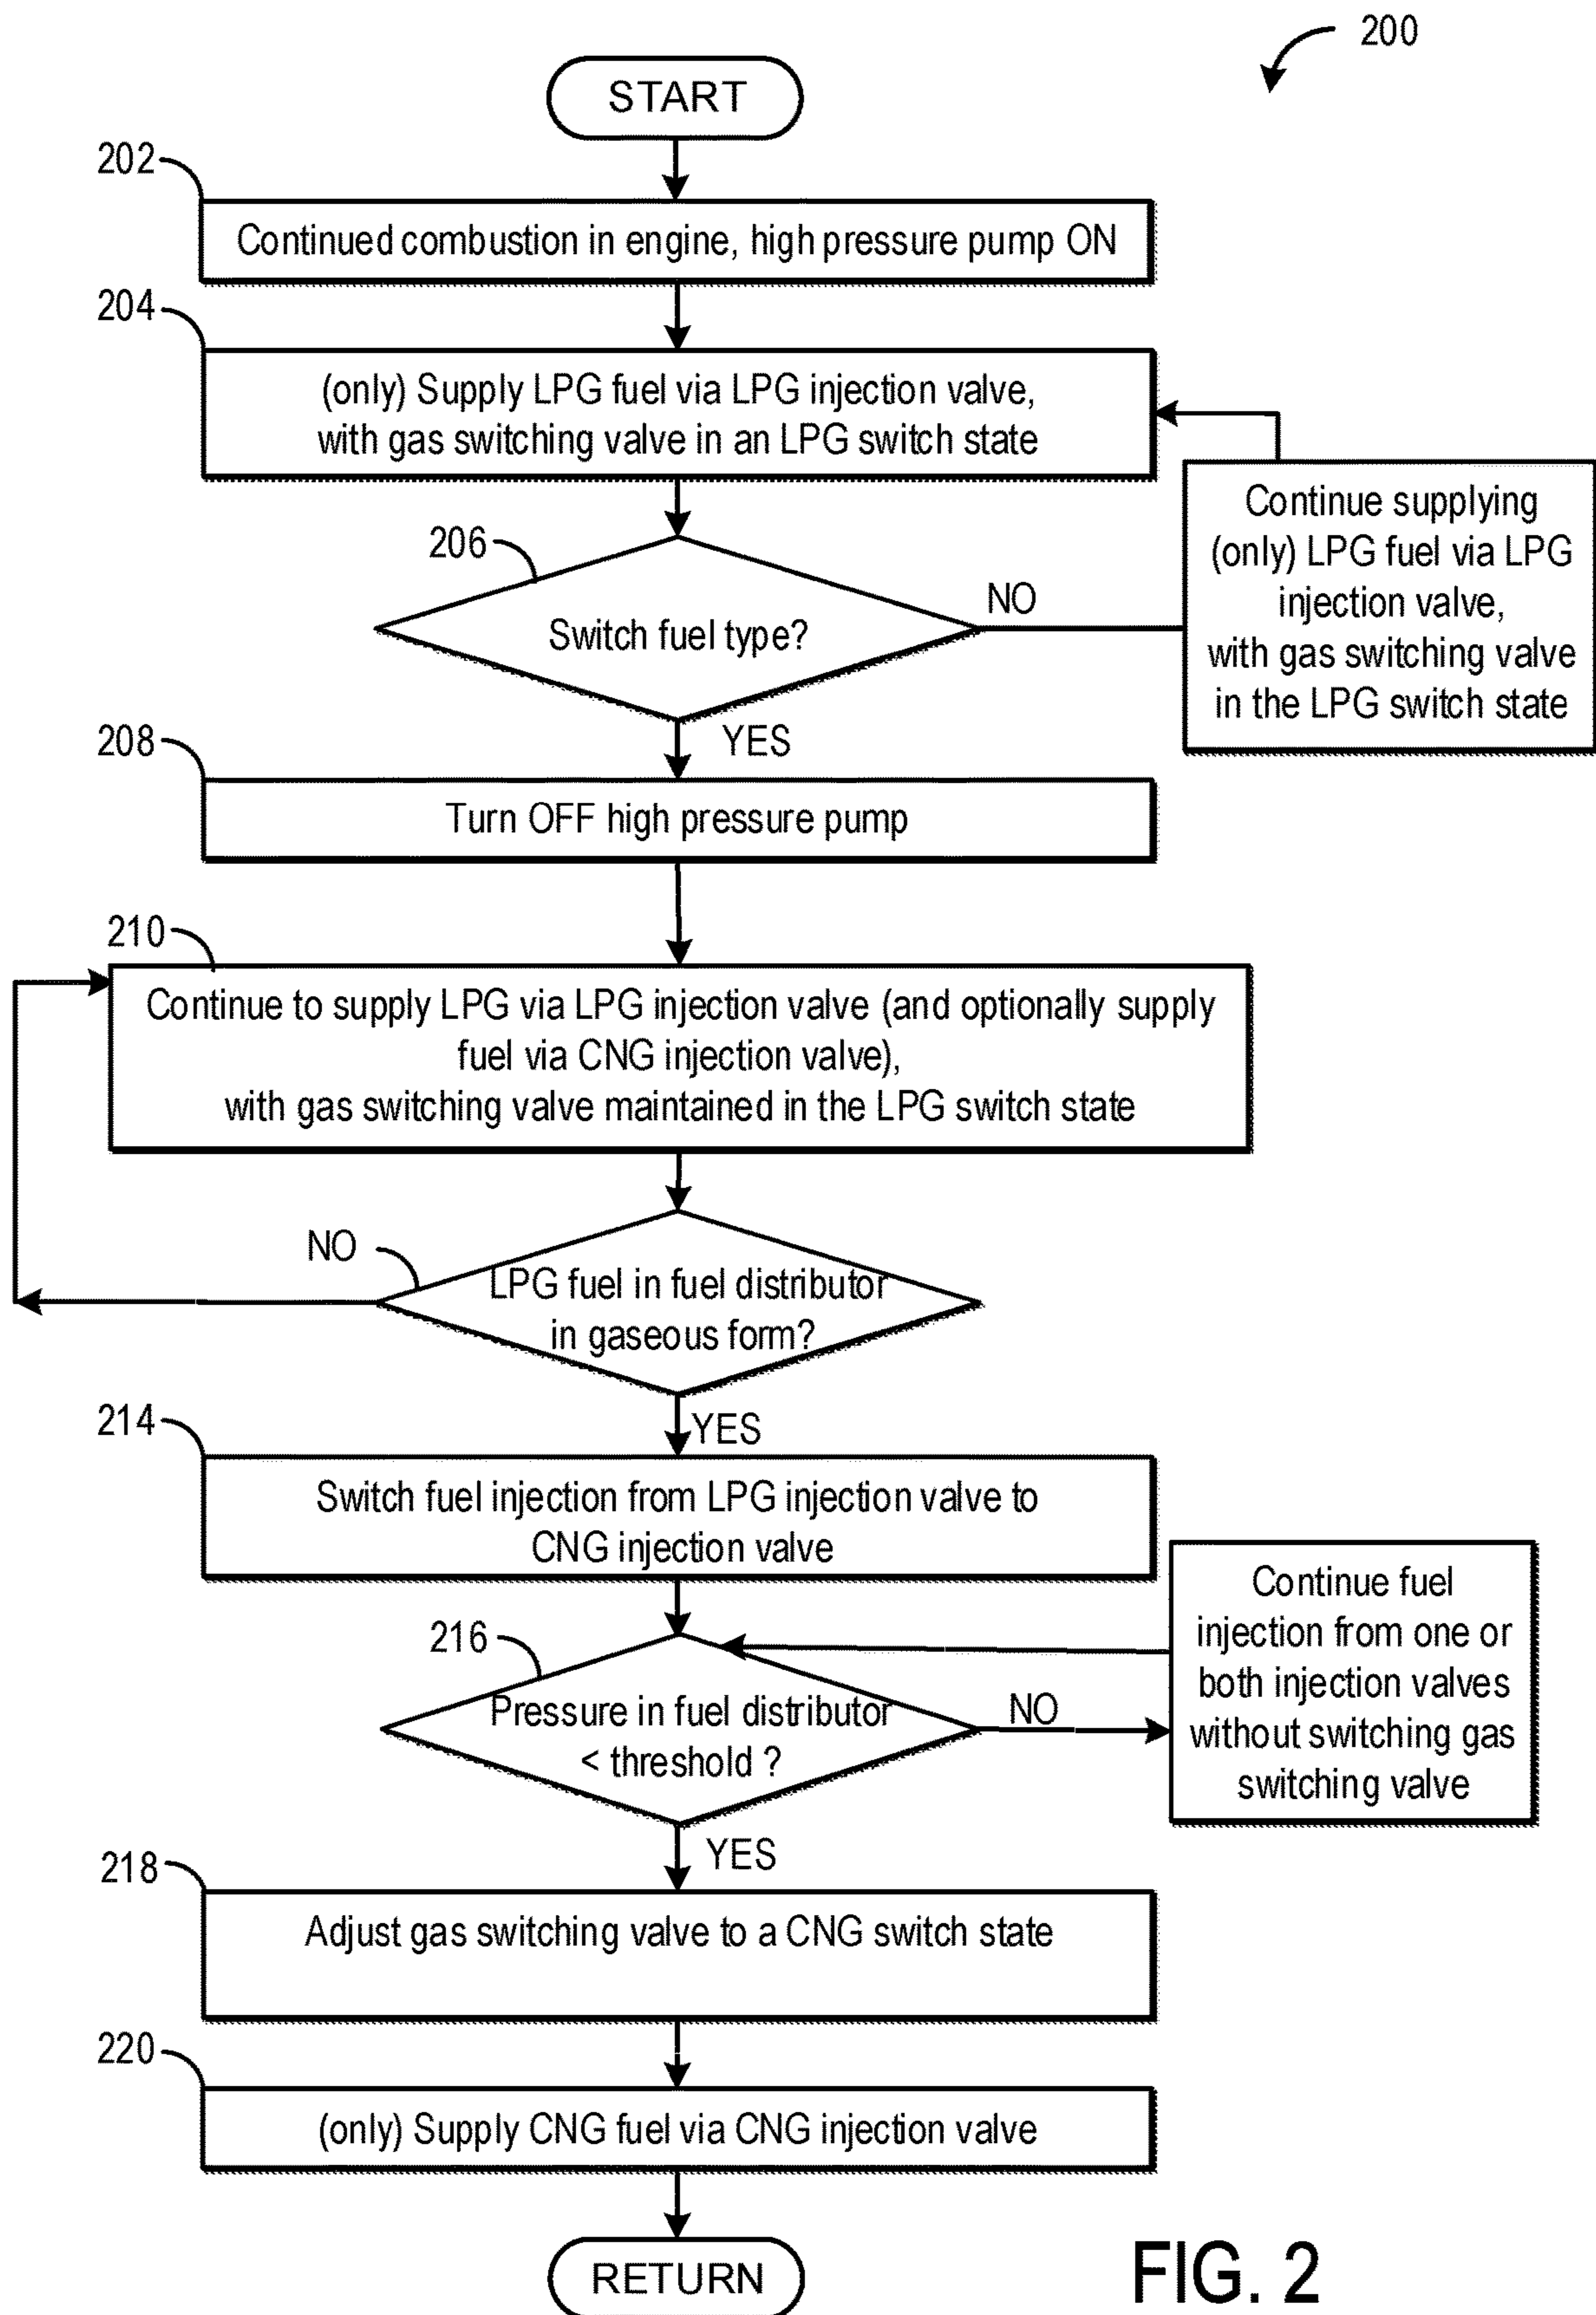 200
START
202
Continued combustion in engine, high pressure pump ON
204
(only) Supply LPG fuel via LPG injection valve,
with gas switching valve in an LPG switch state
206
Switch fuel type?
NO
Continue supplying
(only) LPG fuel via LPG
injection valve,
with gas switching valve
in the LPG switch state
YES
208
Turn OFF high pressure pump
210
Continue to supply LPG via LPG injection valve (and optionally supply
fuel via CNG injection valve),
with gas switching valve maintained in the LPG switch state
NO
LPG fuel in fuel distributor
in gaseous form?
YES
214
Switch fuel injection from LPG injection valve to
CNG injection valve
216
Pressure in fuel distributor
< threshold ?
NO
Continue fuel
injection from one or
both injection valves
without switching gas
switching valve
YES
218
Adjust gas switching valve to a CNG switch state
220
(only) Supply CNG fuel via CNG injection valve
RETURN
FIG. 2